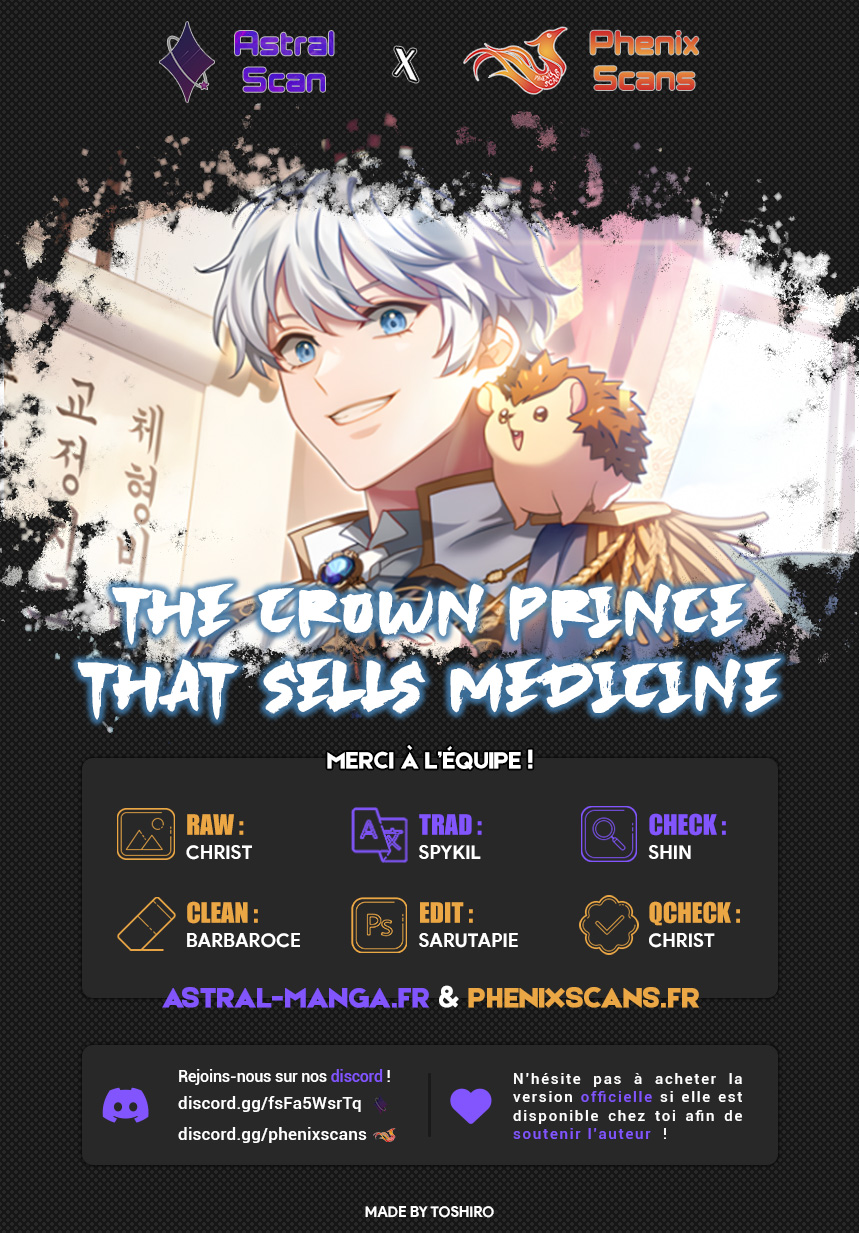 Astral
Scan
X
Phenix
Scans
교정
체형
THE CROWN PRINCE
THAT SELLS MEDICINE
MERCI À L'ÉQUIPE !
RAW :
CHRIST
TRAD :
SPYKIL
CHECK :
SHIN
CLEAN :
BARBAROCE
EDIT :
SARUTAPIE
QCHECK :
CHRIST
ASTRAL-MANGA.FR & PHENIXSCANS.FR
Rejoins-nous sur nos discord !
discord.gg/fsFa5WsrTq
discord.gg/phenixscans
N'hésite pas à acheter la
version officielle si elle est
disponible chez toi afin de
soutenir l'auteur !
MADE BY TOSHIRO